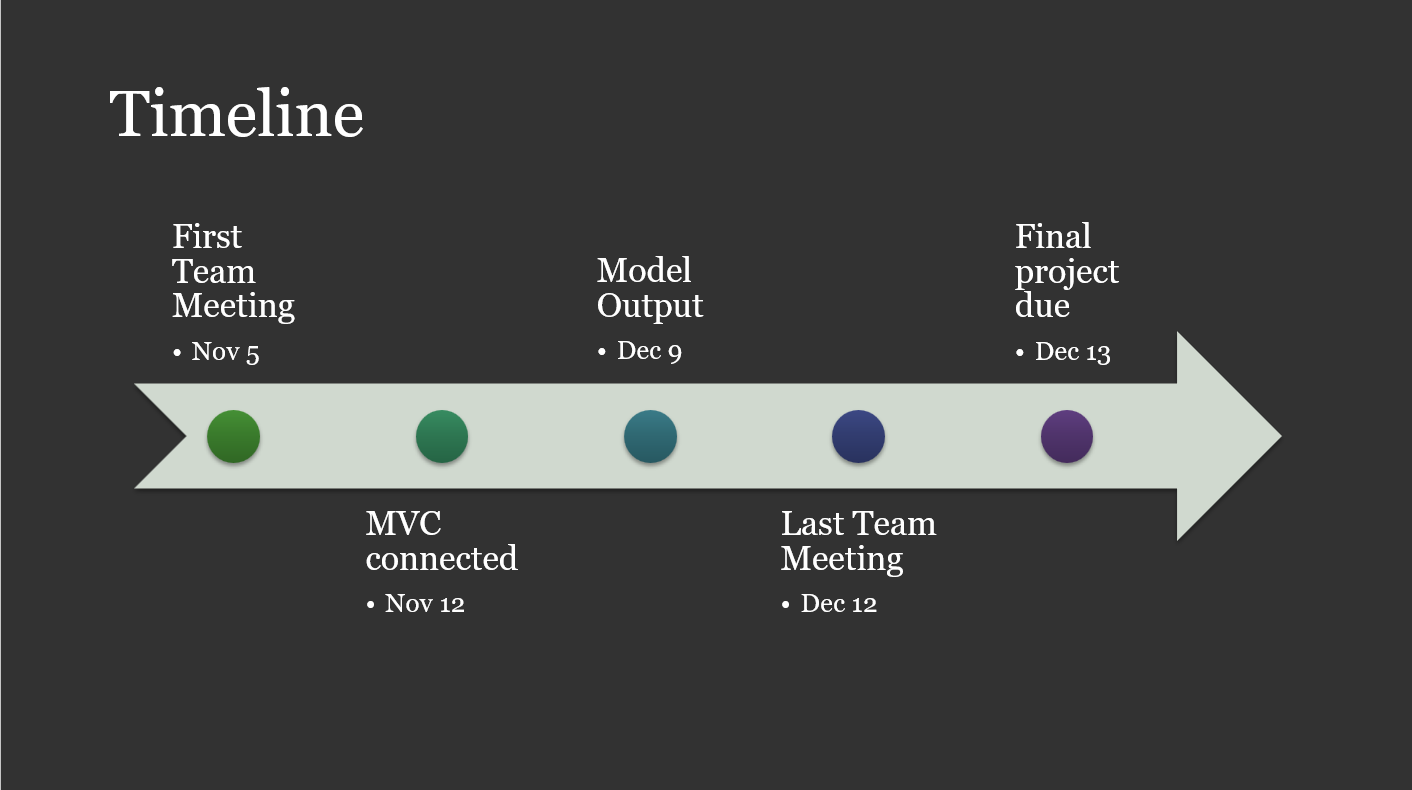 Timeline
First
Team
Meeting
• Nov 5
MVC
connected
• Nov 12
Model
Output
• Dec 9
Last Team
Meeting
• Dec 12
Final
project
due
• Dec 13